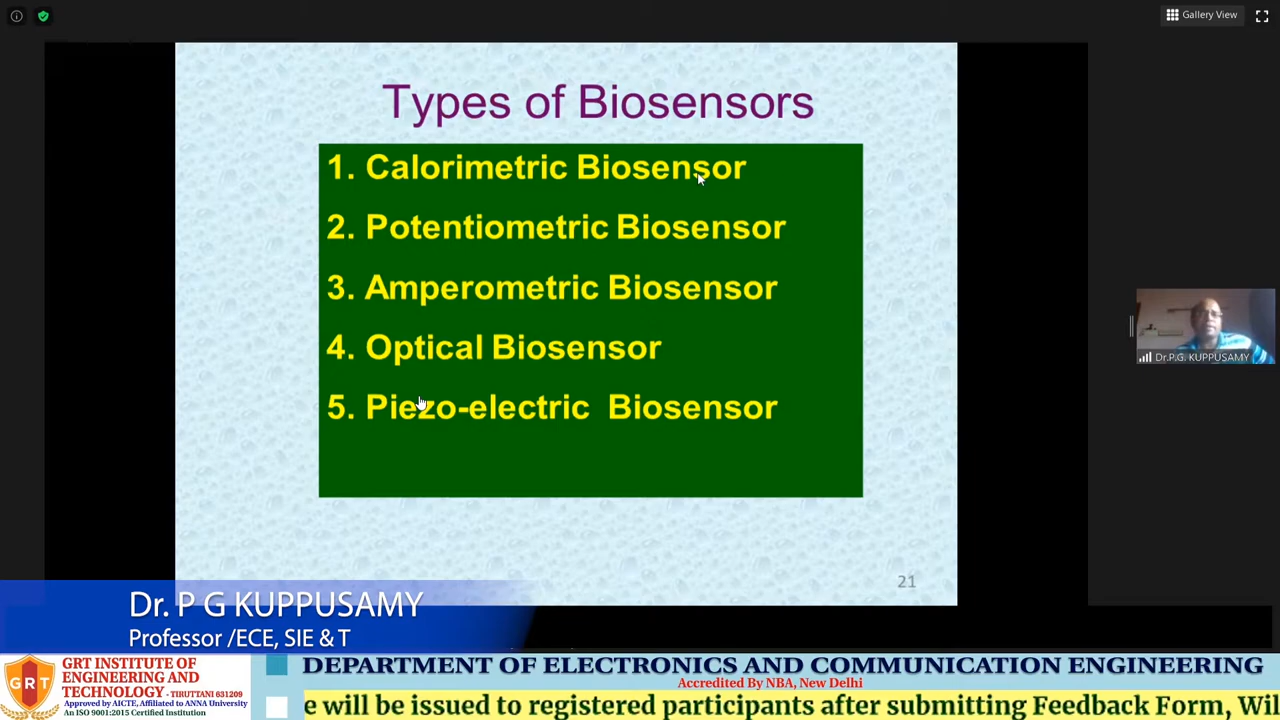 Gallery View
Types of Biosensors
1. Calorimetric Biosensor
2. Potentiometric Biosensor
3. Amperometric Biosensor
4. Optical Biosensor
5. Piezo-electric Biosensor
21
Dr.P.G. KUPPUSAMY
Dr. P G KUPPUSAMY
Professor /ECE, SIE & T
GRT
GRT INSTITUTE OF
ENGINEERING AND
TECHNOLOGY - TIRUTTANI 631209
Approved by AICTE, Affiliated to ANNA University
An ISO 9001:2015 Certified Institution
DEPARTMENT OF ELECTRONICS AND COMMUNICATION ENGINEERING
Accredited By NBA, New Delhi
e will be issued to registered participants after submitting Feedback Form, Wil